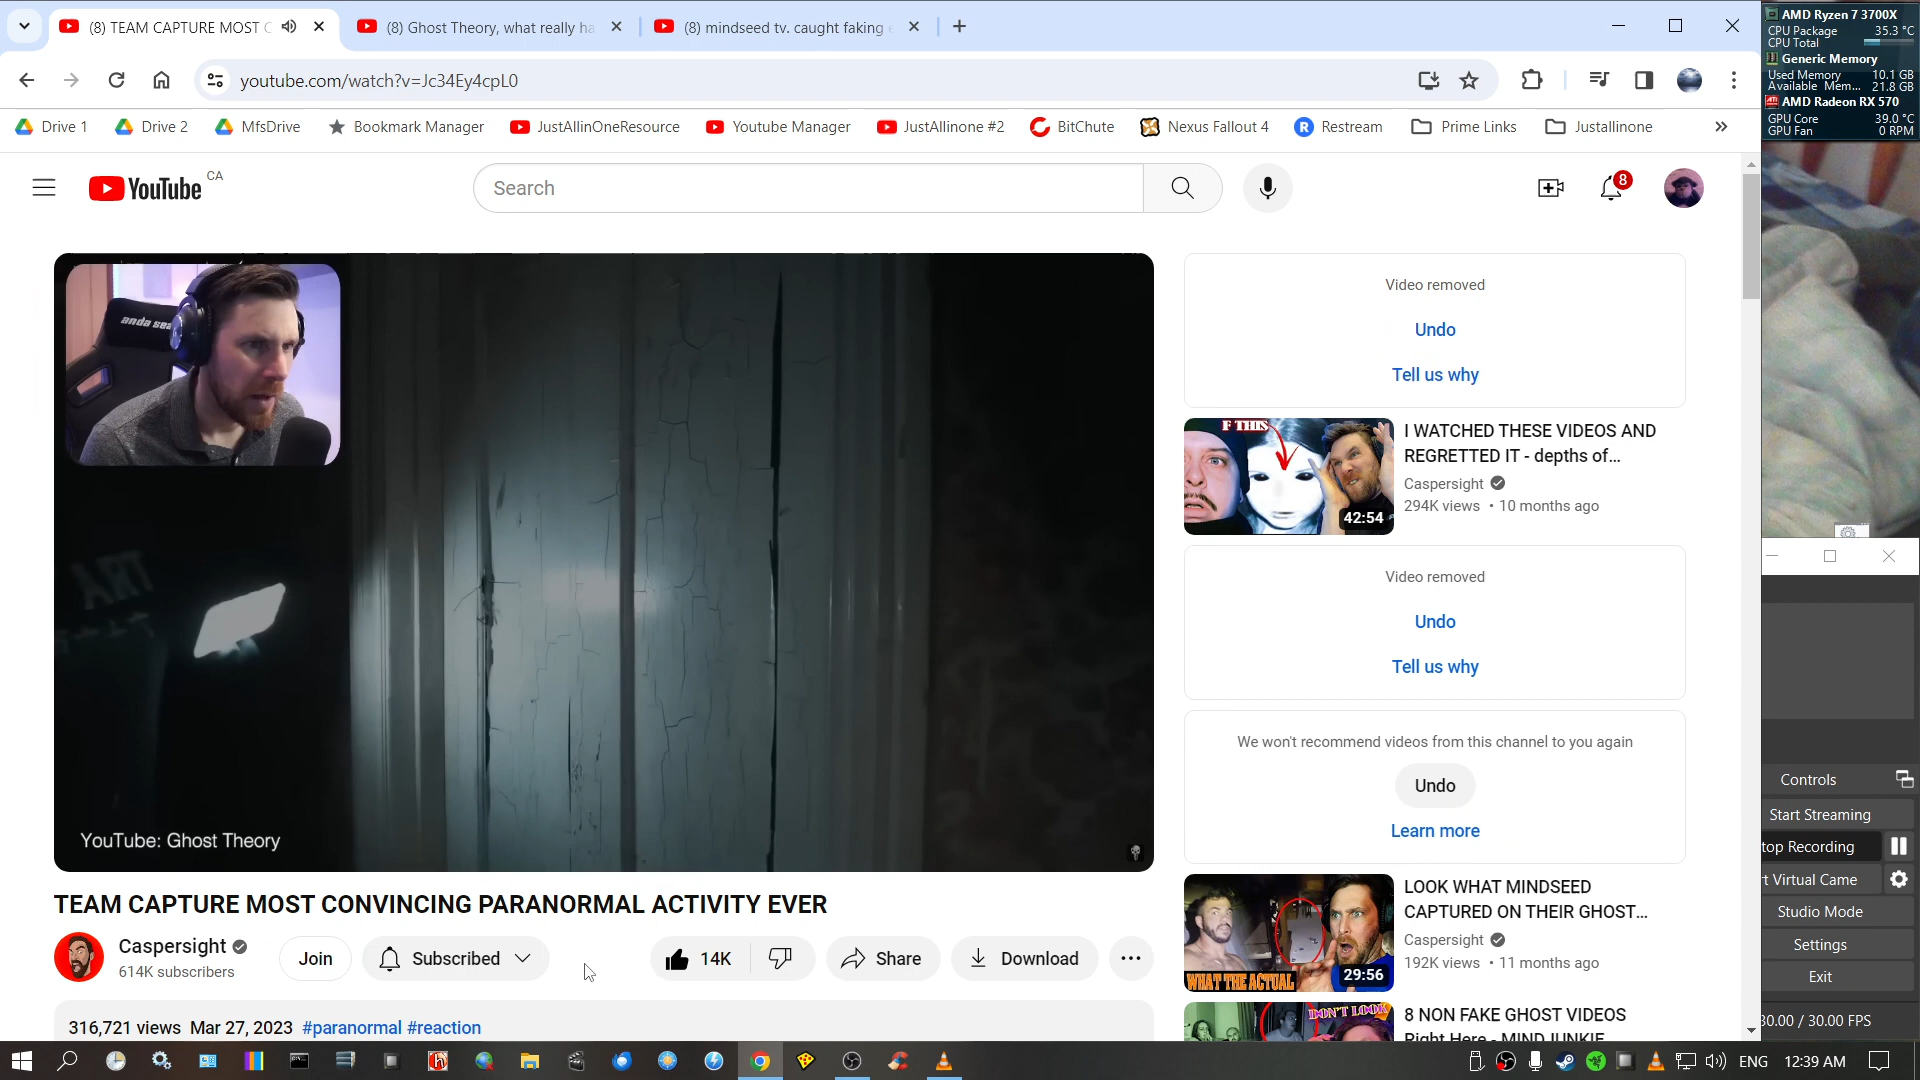 (8) TEAM CAPTURE MOST C
(8) Ghost Theory, what really ha
(8) mindseed tv. caught faking e
youtube.com/watch?v=Jc34Ey4cpL0
Drive 1
Drive 2
MfsDrive
Bookmark Manager
JustAllinOneResource
Youtube Manager
JustAllinone #2
BitChute
Nexus Fallout 4
Restream
Prime Links
Justallinone
AMD Ryzen 7 3700X
CPU Package 35.3 °C
CPU Total
Generic Memory
Used Memory 10.1 GB
Available Mem... 21.8 GB
AMD Radeon RX 570
GPU Core 39.0 °C
GPU Fan 0 RPM
YouTube CA
Search
8
anda sea
YouTube: Ghost Theory
TEAM CAPTURE MOST CONVINCING PARANORMAL ACTIVITY EVER
Caspersight
614K subscribers
Join
Subscribed
14K
Share
Download
316,721 views Mar 27, 2023 #paranormal #reaction
Video removed
Undo
Tell us why
F THIS
42:54
I WATCHED THESE VIDEOS AND
REGRETTED IT - depths of...
Caspersight
294K views • 10 months ago
Video removed
Undo
Tell us why
We won't recommend videos from this channel to you again
Undo
Learn more
WHAT THE ACTUAL
29:56
LOOK WHAT MINDSEED
CAPTURED ON THEIR GHOST...
Caspersight
192K views • 11 months ago
DON'T LOOK
8 NON FAKE GHOST VIDEOS
Right Here - MIND JUNKIE
Controls
Start Streaming
top Recording
t Virtual Came
Studio Mode
Settings
Exit
30.00 / 30.00 FPS
ENG
12:39 AM